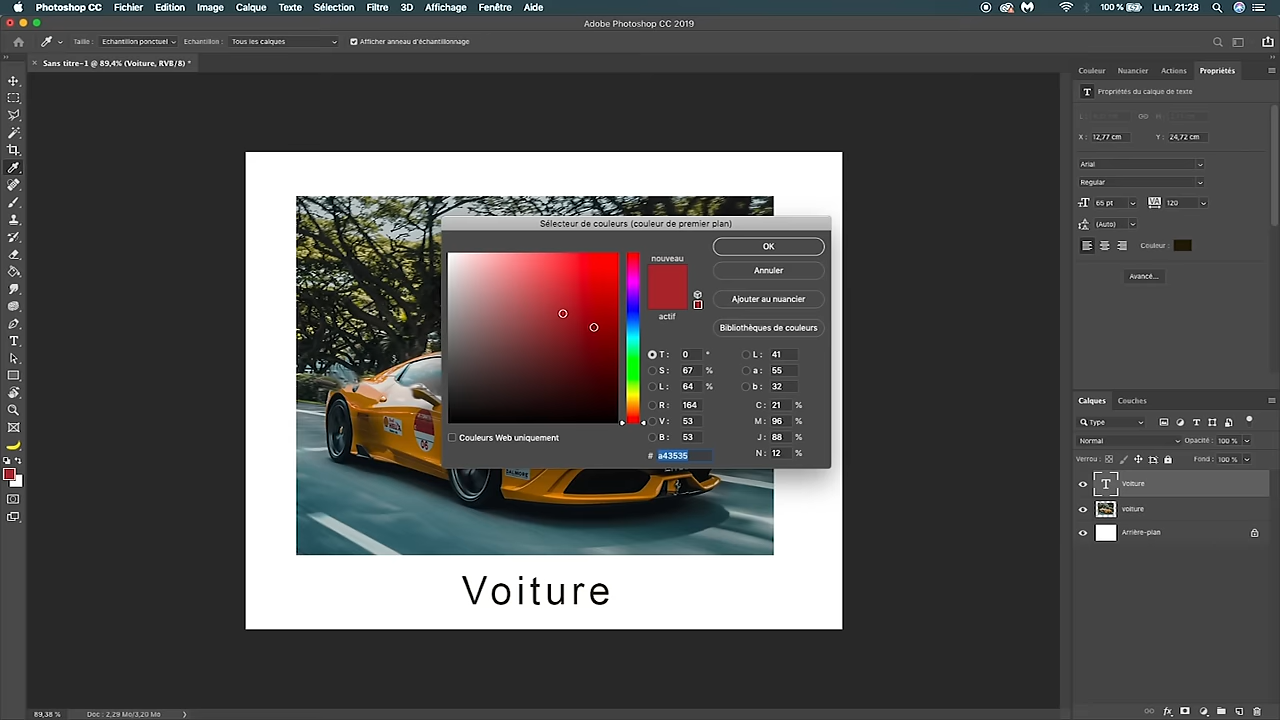 Photoshop CC Fichier Edition Image Calque Texte Sélection Filtre 3D Affichage Fenêtre Aide 100 % Lun. 21:28
Adobe Photoshop CC 2019
Taille : Echantillon ponctuel Echantillon : Tous les calques Afficher anneau d'échantillonnage
Sans titre-1 @ 89,4% (Voiture, RVB/8) *
Couleur Nuancier Actions Propriétés
T Propriétés du calque de texte
X : 12,77 cm Y : 24,72 cm
Arial
Regular
65 pt VA 120
(Auto) Couleur :
Avancé...
Sélecteur de couleurs (couleur de premier plan)
nouveau
actif
OK
Annuler
Ajouter au nuancier
Bibliothèques de couleurs
T : 0 ° L : 41
S : 67 % a : 55
L : 64 % b : 32
R : 164 C : 21 %
V : 53 M : 96 %
B : 53 J : 88 %
# a43535 N : 12 %
Couleurs Web uniquement
Calques Couches
Type
Normal Opacité : 100 %
Verrou : Fond : 100 %
T Voiture
voiture
Arrière-plan
Voiture
89,38 % Doc : 2,29 Mo/3,20 Mo